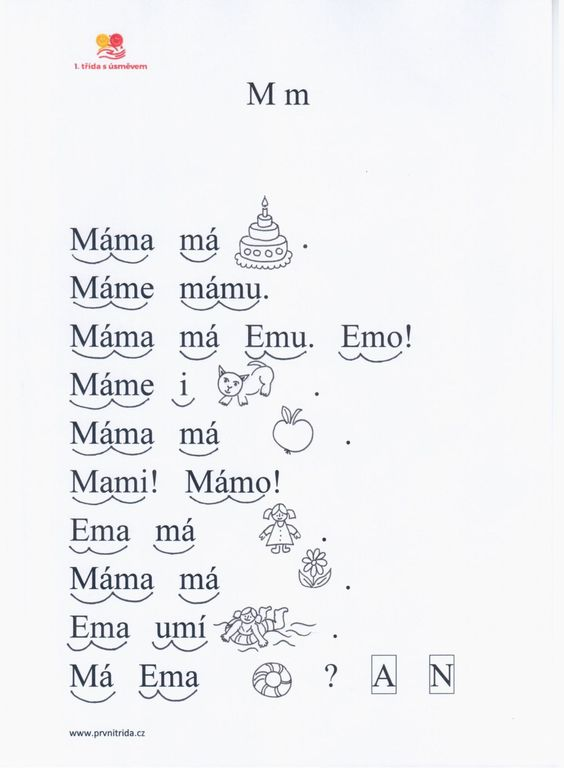 1. třída s úsměvem
M m
Máma má .
Máme mámu.
Máma má Emu. Emo!
Máme i .
Máma má .
Mami! Mámo!
Ema má .
Máma má .
Ema umí .
Má Ema ? A N
www.prvnitrida.cz